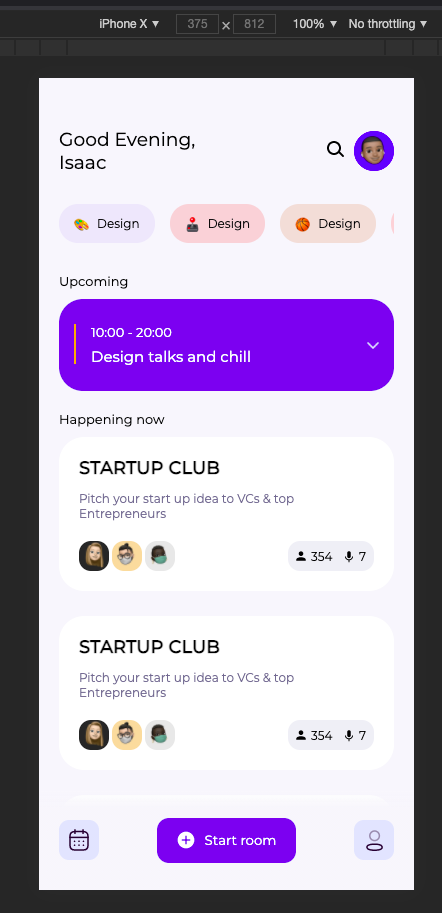 iPhone X ▼ 375 × 812 100% ▼ No throttling ▼
Good Evening,
Isaac
Design Design Design
Upcoming
10:00 - 20:00
Design talks and chill
Happening now
STARTUP CLUB
Pitch your start up idea to VCs & top
Entrepreneurs
354 7
STARTUP CLUB
Pitch your start up idea to VCs & top
Entrepreneurs
354 7
Start room